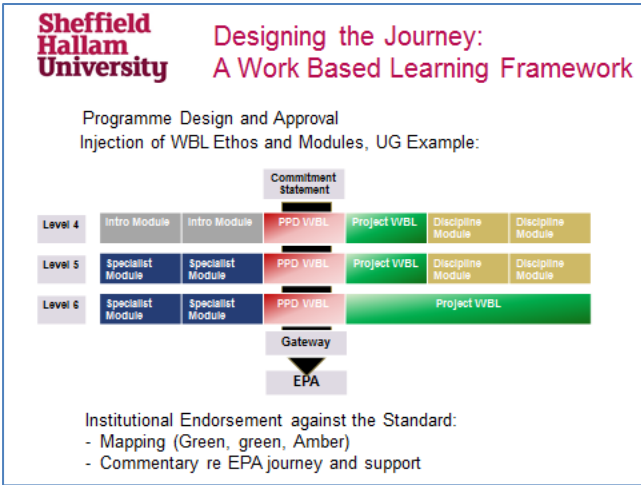 Sheffield
Hallam
University
Designing the Journey:
A Work Based Learning Framework
Programme Design and Approval
Injection of WBL Ethos and Modules, UG Example:
Commitment
Statement
Level 4
Intro Module
Intro Module
PPD WBL
Project WBL
Discipline
Module
Discipline
Module
Level 5
Specialist
Module
Specialist
Module
PPD WBL
Project WBL
Discipline
Module
Discipline
Module
Level 6
Specialist
Module
Specialist
Module
PPD WBL
Project WBL
Gateway
EPA
Institutional Endorsement against the Standard:
- Mapping (Green, green, Amber)
- Commentary re EPA journey and support